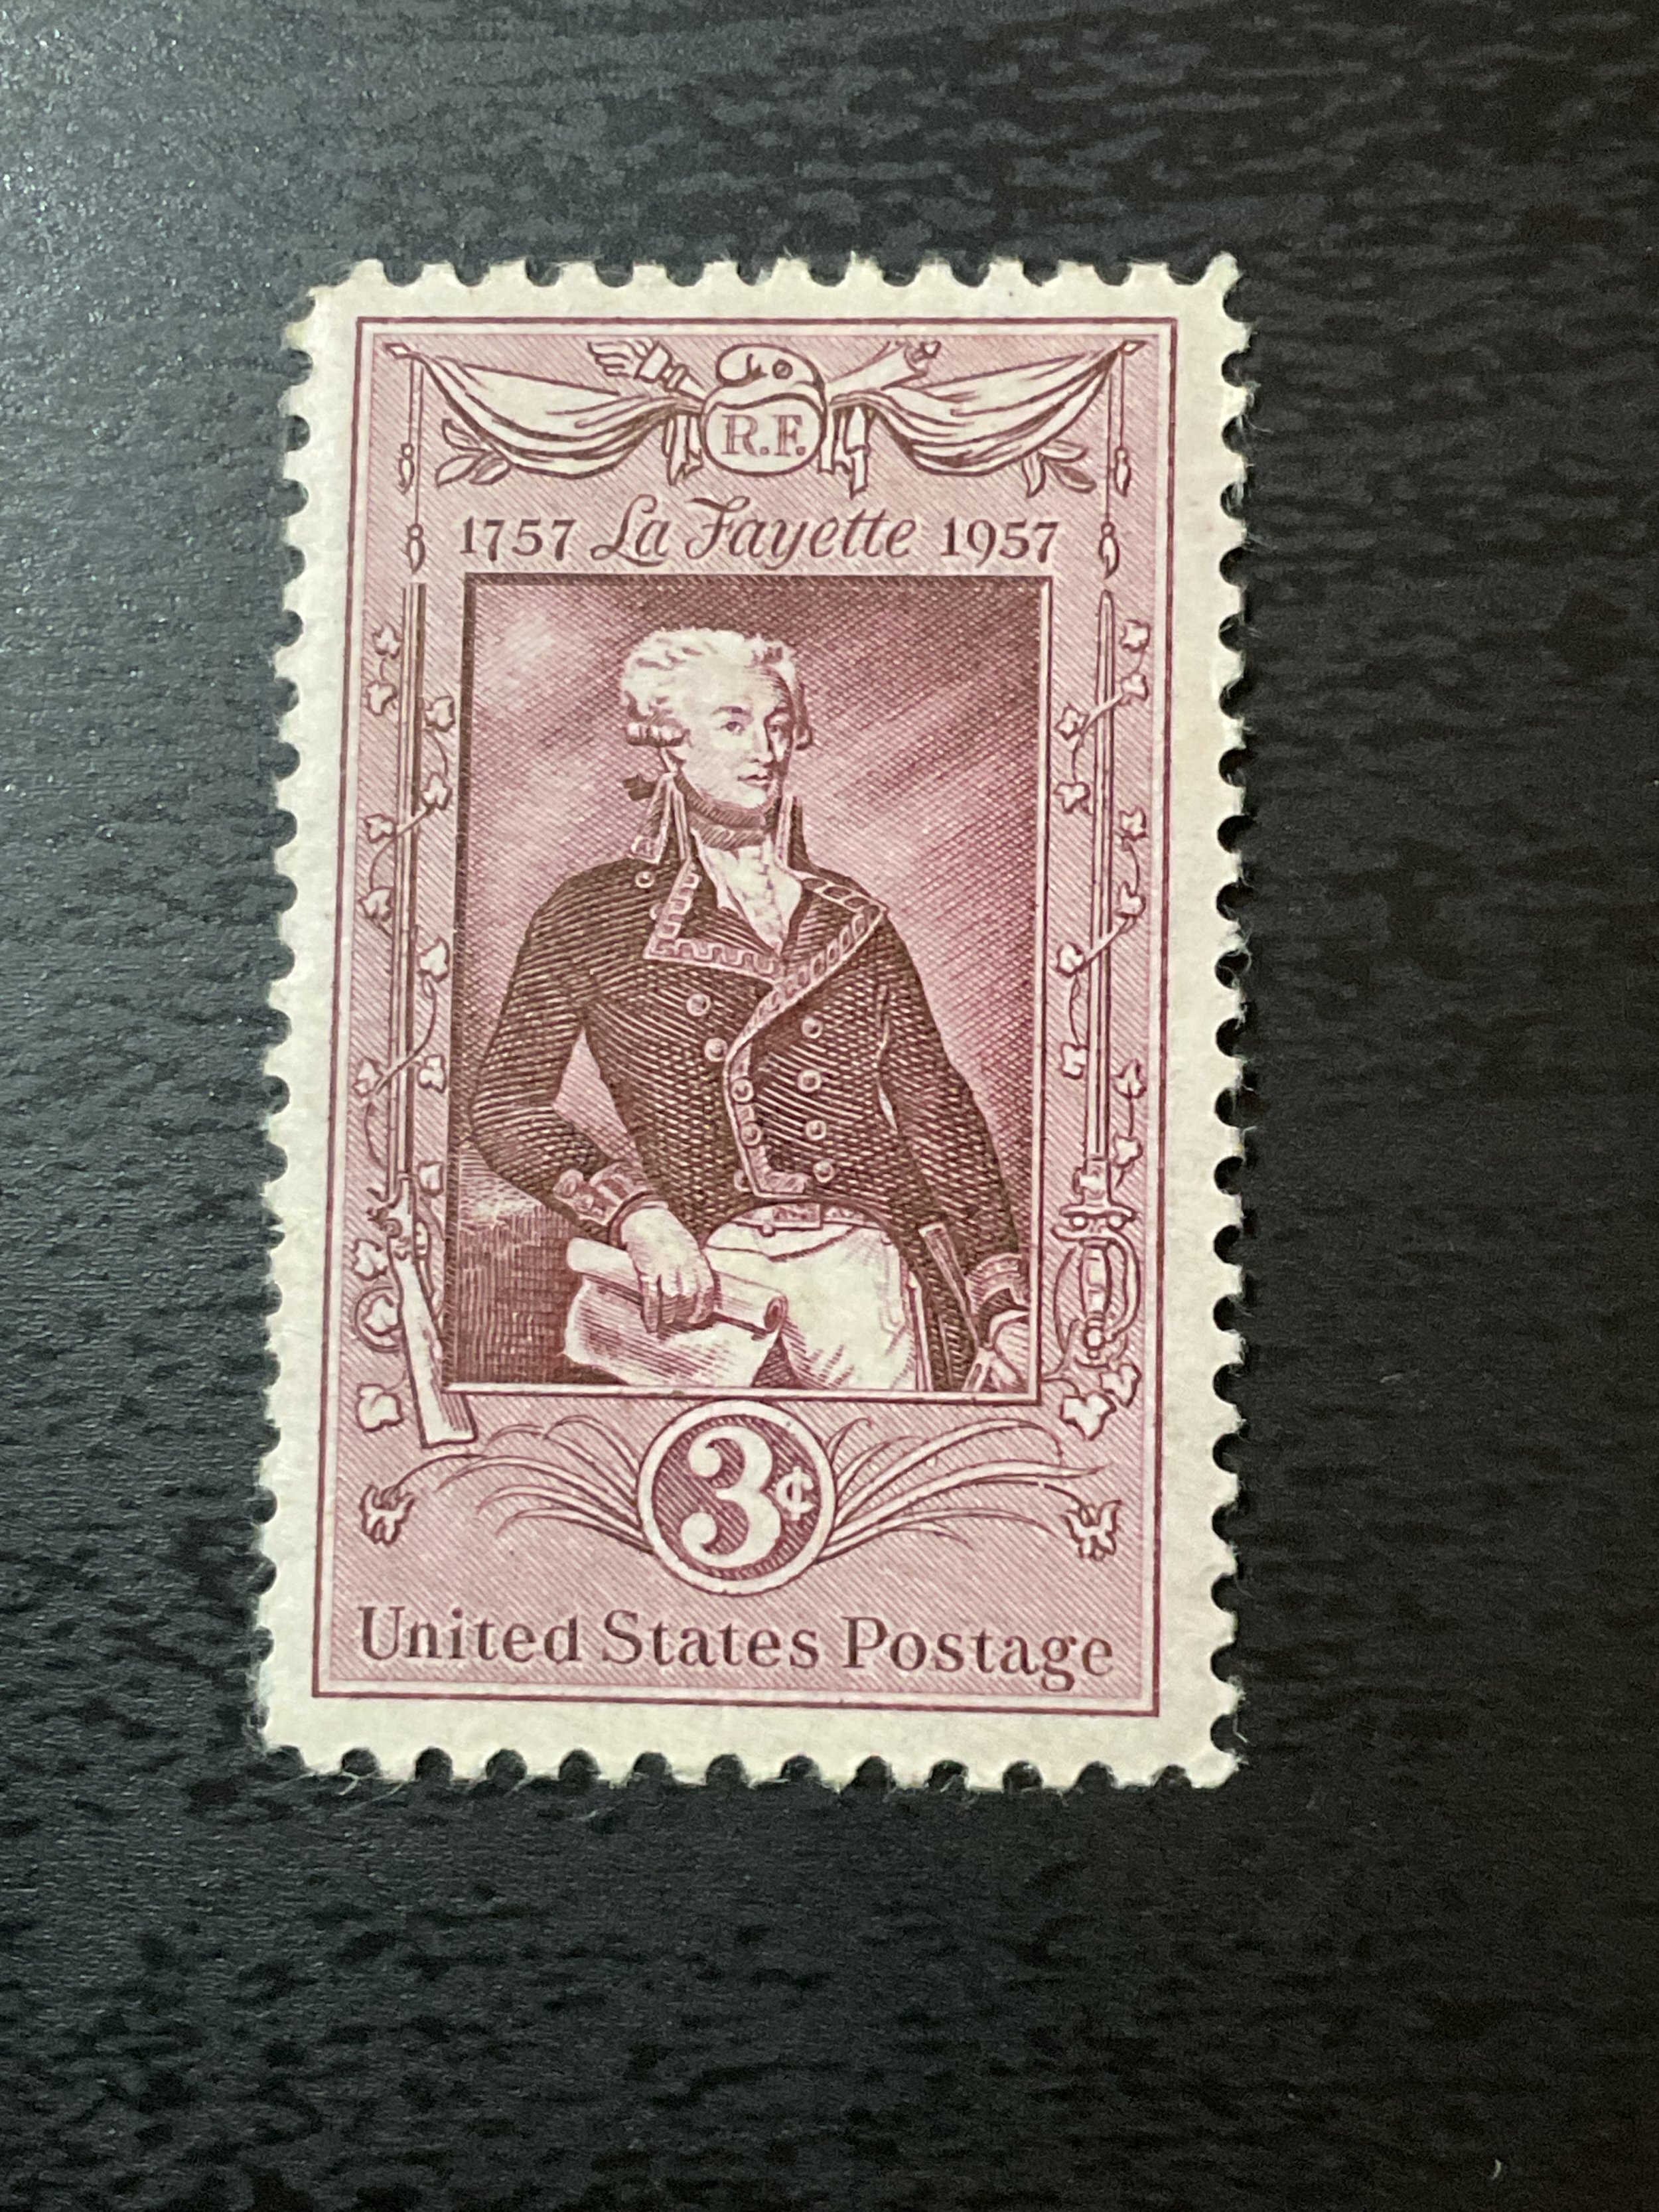 R.F.
1757 La Fayette 1957
3¢
United States Postage